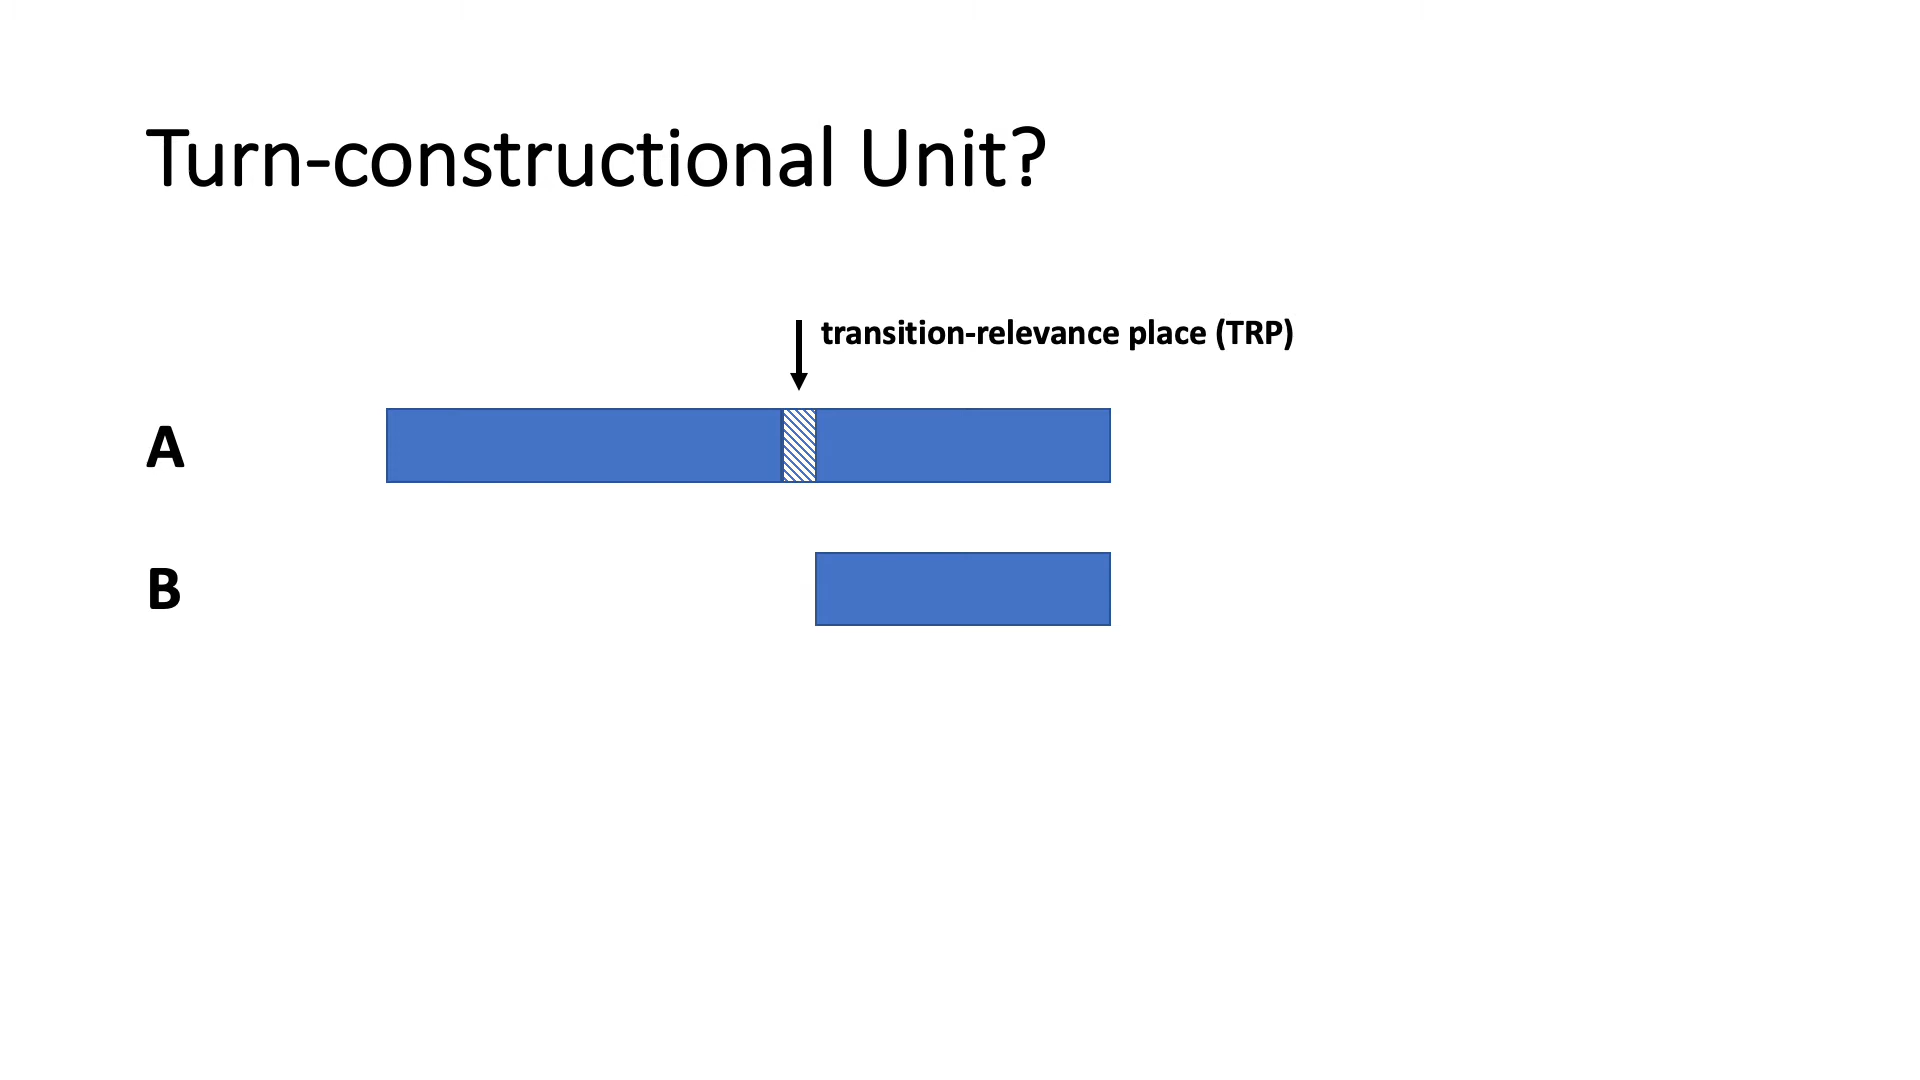 Turn-constructional Unit?
transition-relevance place (TRP)
A
B